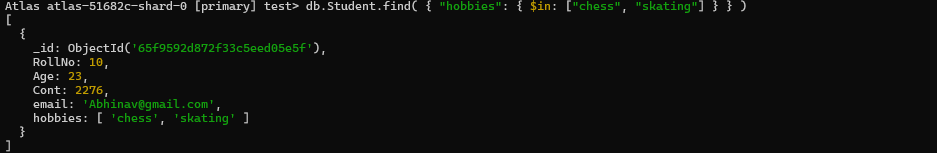 Atlas atlas-51682c-shard-0 [primary] test> db.Student.find( { "hobbies": { $in: ["chess", "skating"] } } )
[
  {
    _id: ObjectId('65f9592d872f33c5eed05e5f'),
    RollNo: 10,
    Age: 23,
    Cont: 2276,
    email: 'Abhinav@gmail.com',
    hobbies: [ 'chess', 'skating' ]
  }
]